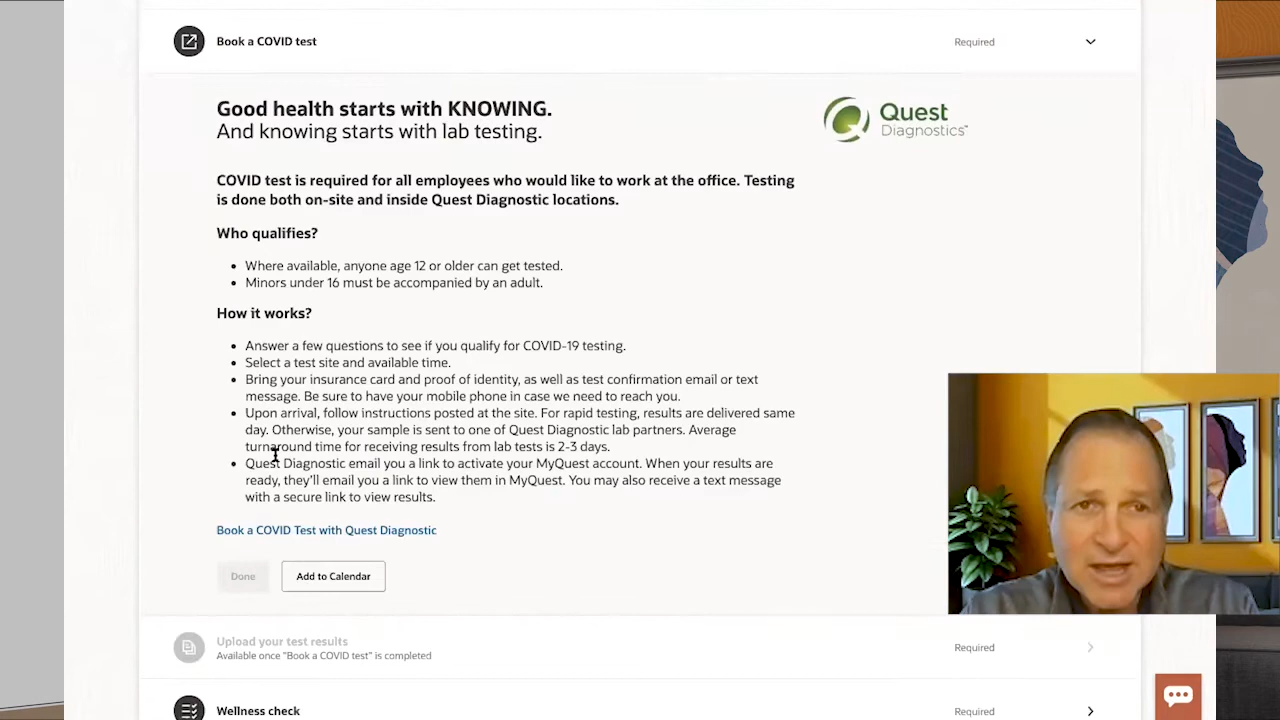 Book a COVID test
Required
Good health starts with KNOWING.
And knowing starts with lab testing.
Quest
Diagnostics™
COVID test is required for all employees who would like to work at the office. Testing
is done both on-site and inside Quest Diagnostic locations.
Who qualifies?
• Where available, anyone age 12 or older can get tested.
• Minors under 16 must be accompanied by an adult.
How it works?
• Answer a few questions to see if you qualify for COVID-19 testing.
• Select a test site and available time.
• Bring your insurance card and proof of identity, as well as test confirmation email or text
message. Be sure to have your mobile phone in case we need to reach you.
• Upon arrival, follow instructions posted at the site. For rapid testing, results are delivered same
day. Otherwise, your sample is sent to one of Quest Diagnostic lab partners. Average
turnaround time for receiving results from lab tests is 2-3 days.
• Quest Diagnostic email you a link to activate your MyQuest account. When your results are
ready, they'll email you a link to view them in MyQuest. You may also receive a text message
with a secure link to view results.
Book a COVID Test with Quest Diagnostic
Done
Add to Calendar
Upload your test results
Available once "Book a COVID test" is completed
Required
Wellness check
Required